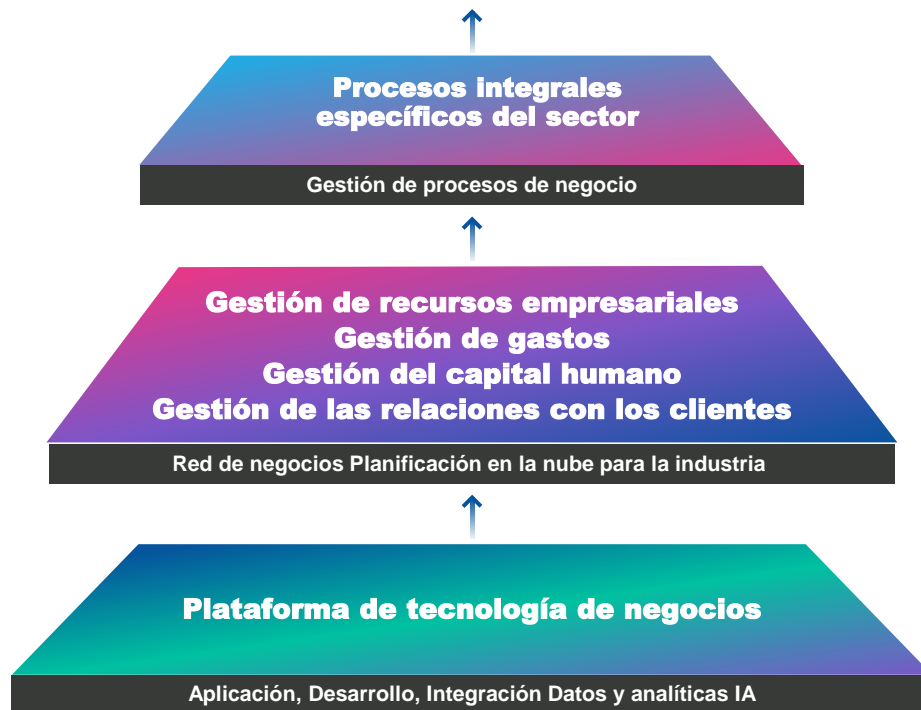 Procesos integrales
específicos del sector
Gestión de procesos de negocio
Gestión de recursos empresariales
Gestión de gastos
Gestión del capital humano
Gestión de las relaciones con los clientes
Red de negocios Planificación en la nube para la industria
Plataforma de tecnología de negocios
Aplicación, Desarrollo, Integración Datos y analíticas IA